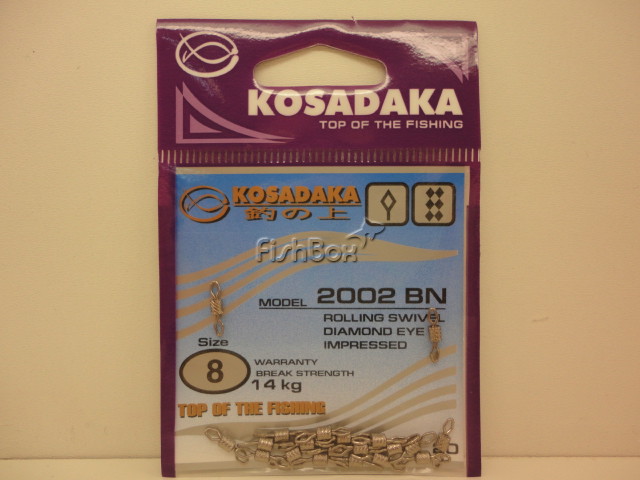 KOSADAKA
TOP OF THE FISHING
KOSADAKA
釣の上
FishBox
MODEL 2002 BN
ROLLING SWIVEL
DIAMOND EYE
IMPRESSED
Size
8
WARRANTY
BREAK STRENGTH
14 kg
TOP OF THE FISHING